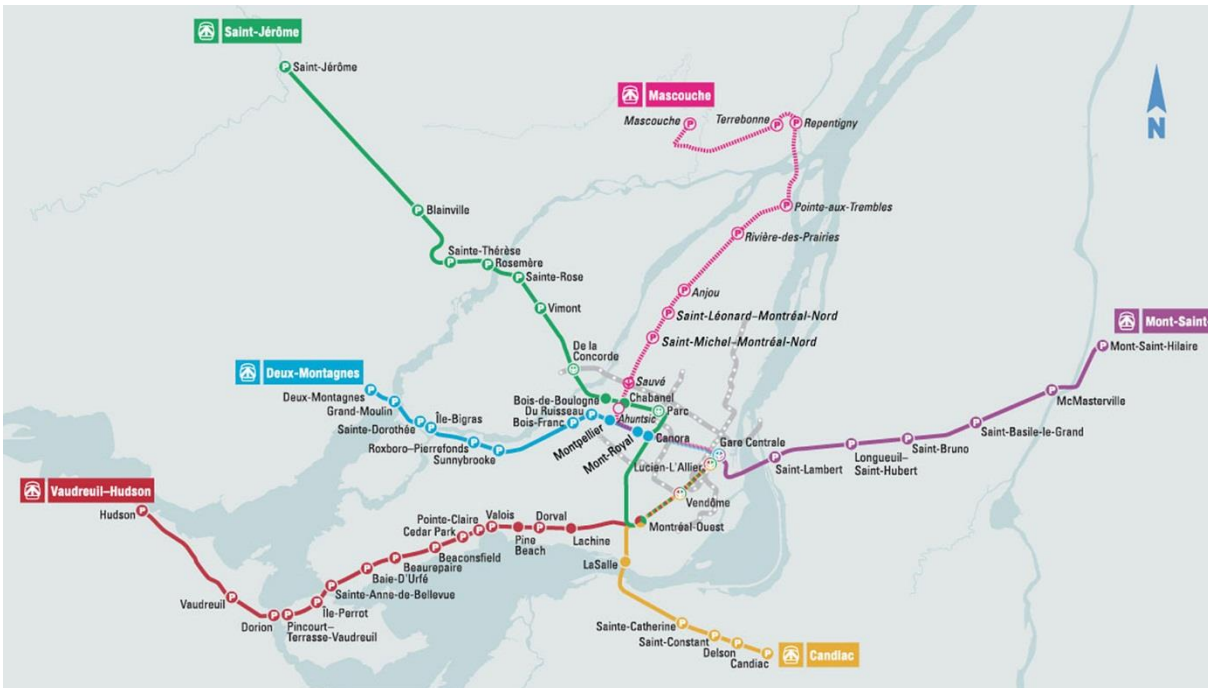 Saint-Jérôme
Saint-Jérôme
Mascouche
Mascouche
Terrebonne
Repentigny
N
Blainville
Pointe-aux-Trembles
Rivière-des-Prairies
Sainte-Thérèse
Rosemère
Sainte-Rose
Vimont
Anjou
Saint-Léonard–Montréal-Nord
Saint-Michel–Montréal-Nord
Mont-Saint-
Mont-Saint-Hilaire
De la
Concorde
Deux-Montagnes
Deux-Montagnes
Grand-Moulin
Sainte-Dorothée
Île-Bigras
Roxboro–Pierrefonds
Sunnybrooke
Bois-de-Boulogne
Du Ruisseau
Bois-Franc
Sauvé
Chabanel
Ahuntsic
Parc
Montpellier
Mont-Royal
Canora
Gare Centrale
Lucien-L'Allier
Vendôme
McMasterville
Saint-Basile-le-Grand
Saint-Bruno
Longueuil–
Saint-Hubert
Saint-Lambert
Vaudreuil–Hudson
Hudson
Vaudreuil
Dorion
Pincourt–
Terrasse-Vaudreuil
Île-Perrot
Sainte-Anne-de-Bellevue
Baie-D'Urfé
Beaurepaire
Beaconsfield
Cedar Park
Pointe-Claire
Valois
Pine
Beach
Dorval
Lachine
Montréal-Ouest
LaSalle
Sainte-Catherine
Saint-Constant
Delson
Candiac
Candiac